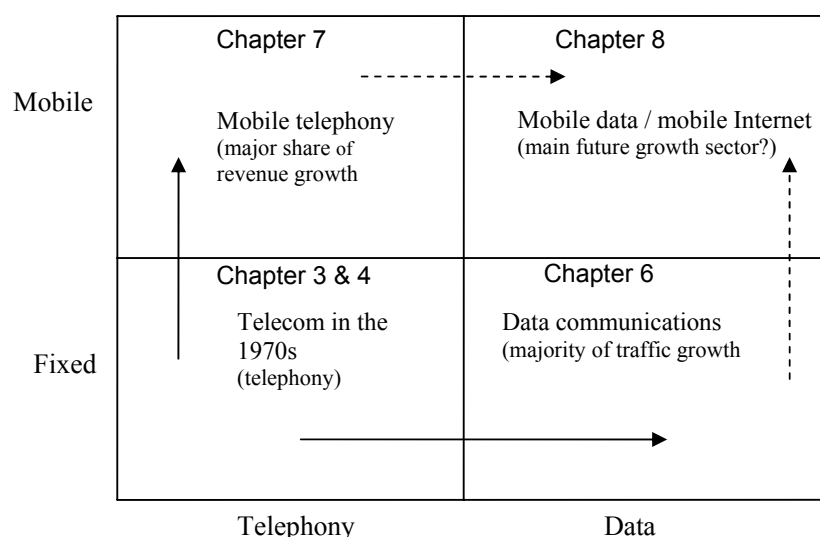 Chapter 7
Chapter 8
Mobile
Mobile telephony
(major share of
revenue growth
Mobile data / mobile Internet
(main future growth sector?)
Chapter 3 & 4
Chapter 6
Fixed
Telecom in the
1970s
(telephony)
Data communications
(majority of traffic growth
Telephony
Data